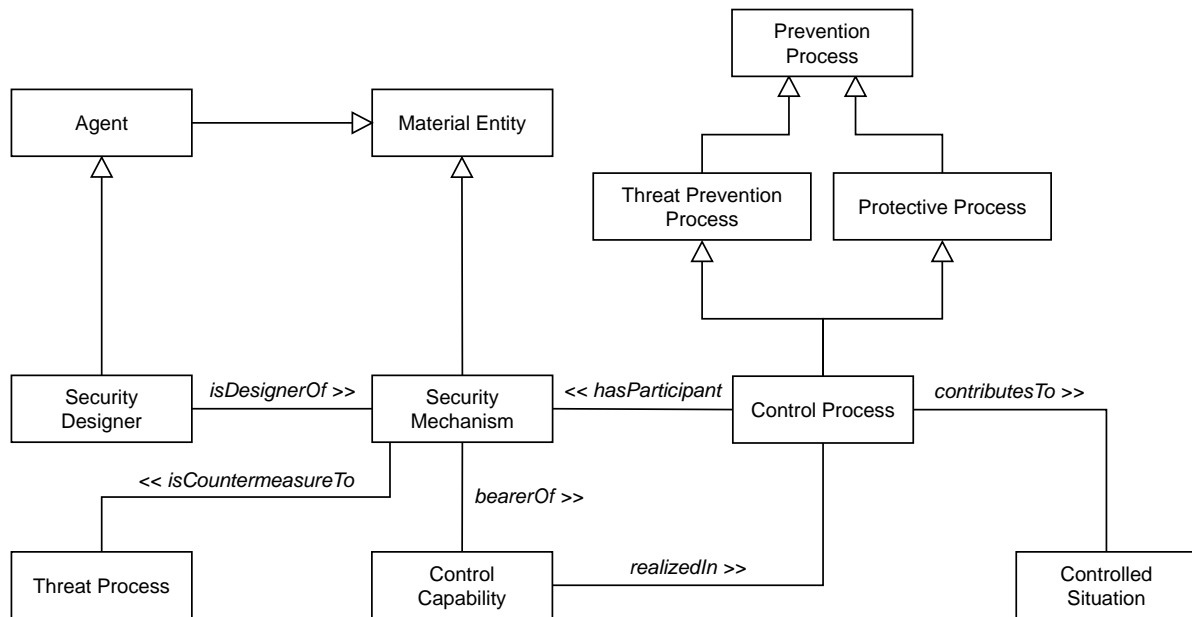 Prevention
Process
Agent
Material Entity
Threat Prevention
Process
Protective Process
Security
Designer
isDesignerOf >>
Security
Mechanism
<< hasParticipant
Control Process
contributesTo >>
<< isCountermeasureTo
bearerOf >>
Threat Process
Control
Capability
realizedIn >>
Controlled
Situation